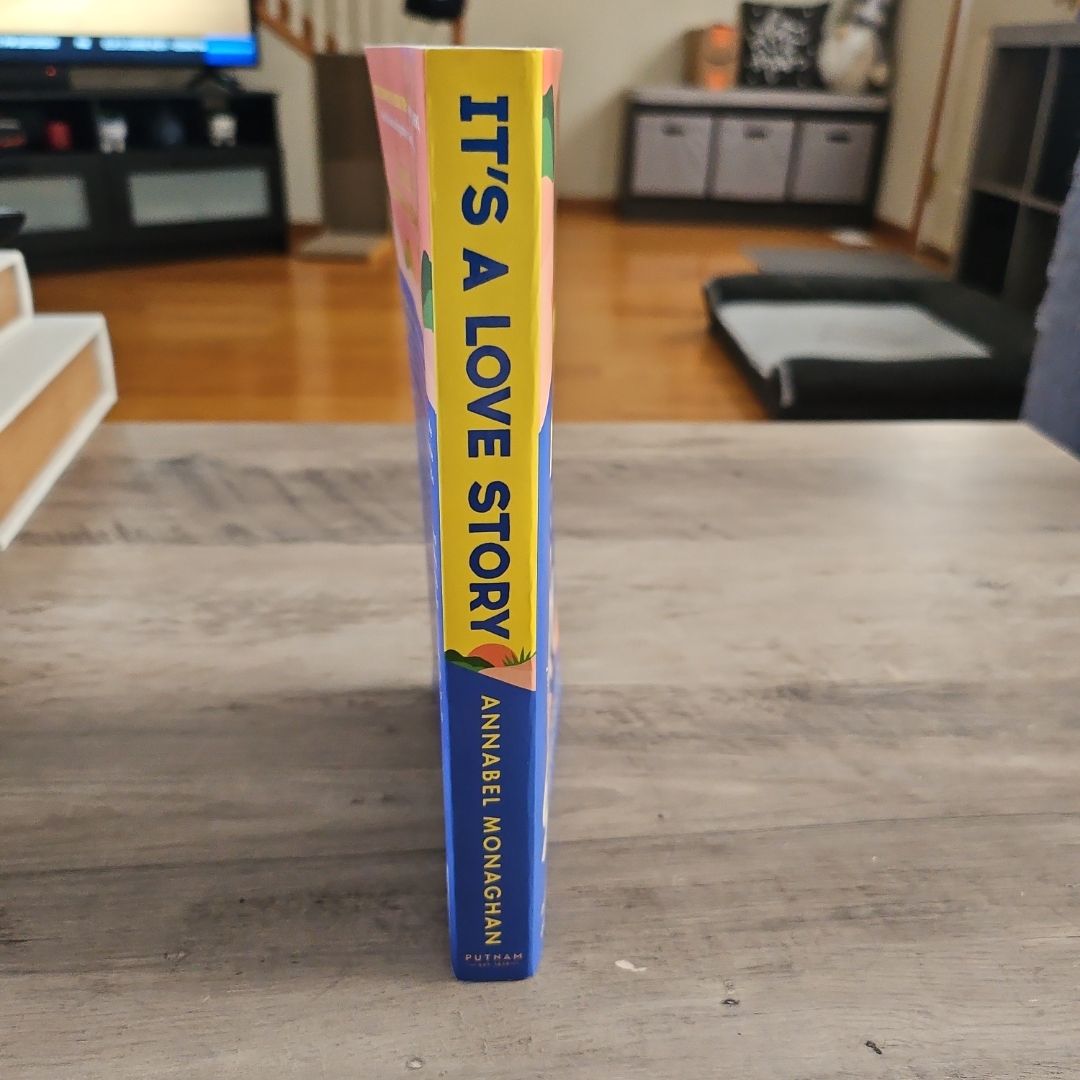 IT'S A LOVE STORY
ANNABEL MONAGHAN
PUTNAM